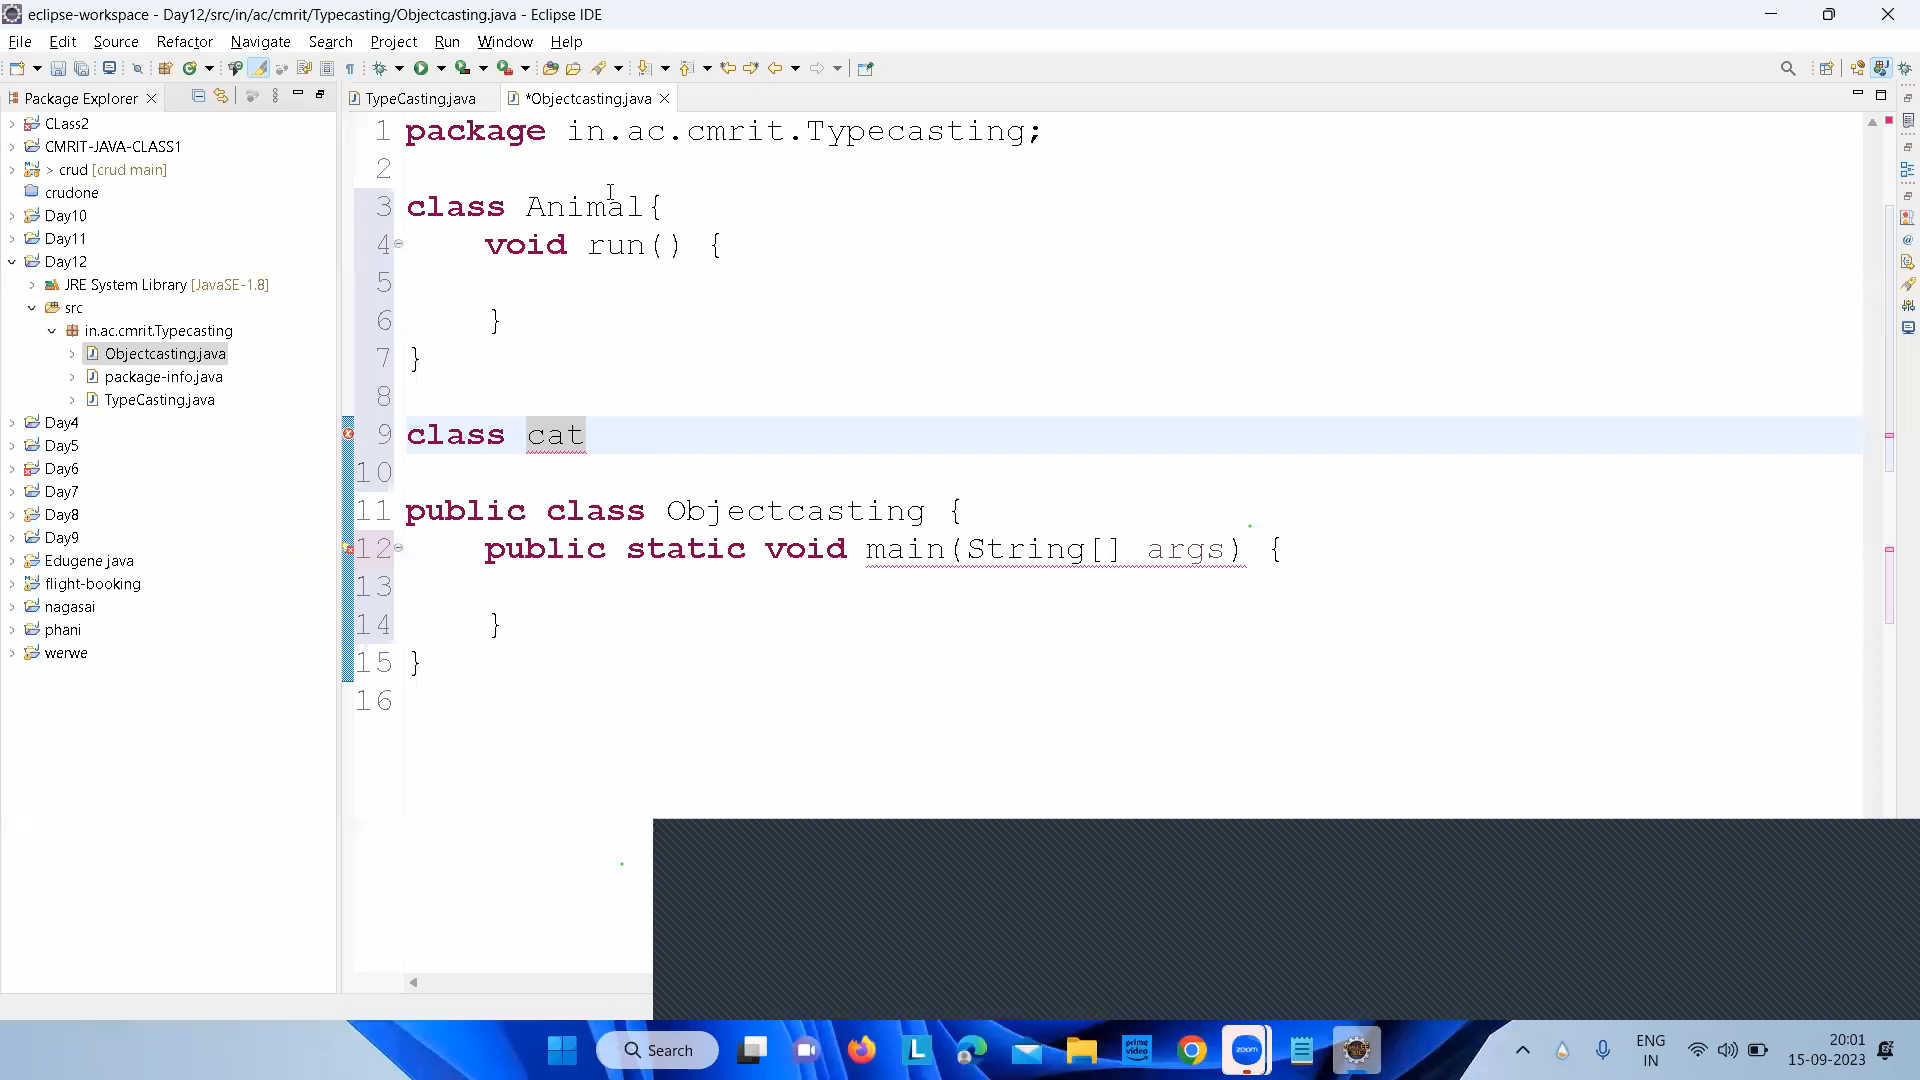 eclipse-workspace - Day12/src/in/ac/cmrit/Typecasting/Objectcasting.java - Eclipse IDE
File Edit Source Refactor Navigate Search Project Run Window Help
Package Explorer
TypeCasting.java
*Objectcasting.java
CLass2
CMRIT-JAVA-CLASS1
> crud [crud main]
crudone
Day10
Day11
Day12
JRE System Library [JavaSE-1.8]
src
in.ac.cmrit.Typecasting
Objectcasting.java
package-info.java
TypeCasting.java
Day4
Day5
Day6
Day7
Day8
Day9
Edugene java
flight-booking
nagasai
phani
werwe
1 package in.ac.cmrit.Typecasting;
2
3 class Animal{
4 void run() {
5
6 }
7 }
8
9 class cat
10
11 public class Objectcasting {
12 public static void main(String[] args) {
13
14 }
15 }
16
Search
prime video
zoom
ENG
IN
20:01
15-09-2023